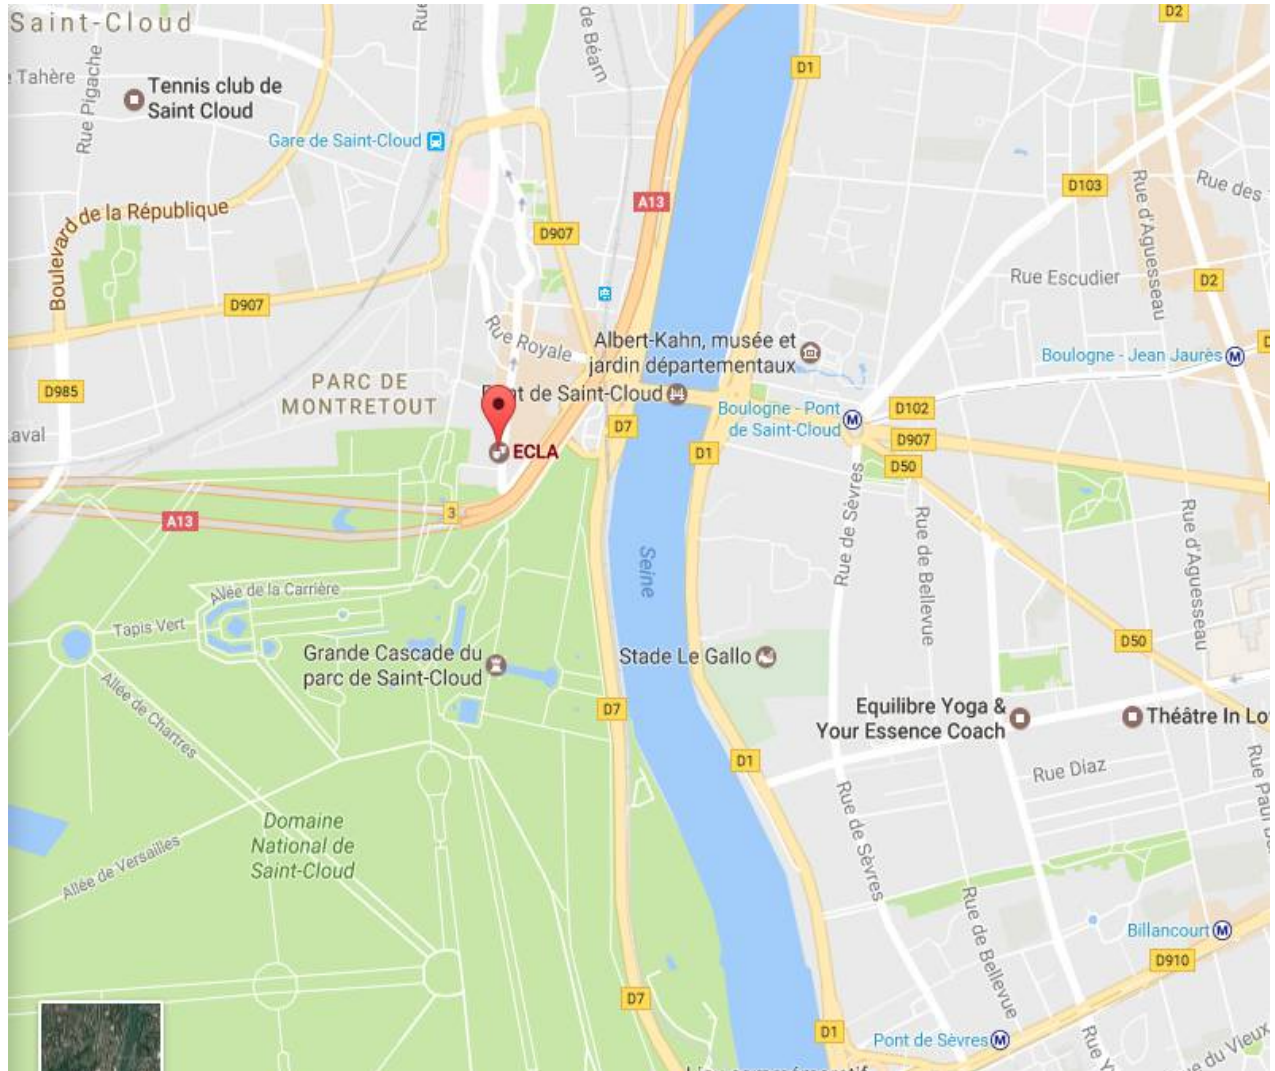 Saint-Cloud
Rue
de Béarn
D2
Tahère
Rue Pigache
Tennis club de
Saint Cloud
D1
Gare de Saint-Cloud
D103
Rue d'Aguesseau
Rue des
A13
Boulevard de la République
D907
D907
Rue Escudier
D2
Rue Royale
Albert-Kahn, musée et
jardin départementaux
Boulogne - Jean Jaurès
D985
PARC DE
MONTRETOUT
de Saint-Cloud
Boulogne - Pont
de Saint-Cloud
D102
D907
D7
D1
D50
ECLA
A13
3
Seine
Rue de Sèvres
Rue de Bellevue
Rue d'Aguesseau
Allée de la Carrière
Tapis Vert
D50
Grande Cascade du
parc de Saint-Cloud
Stade Le Gallo
Allée de Chartres
D7
Equilibre Yoga &
Your Essence Coach
Théâtre In Lo
D1
Rue Diaz
Rue de Sèvres
Rue Paul
Domaine
National de
Saint-Cloud
Allée de Versailles
Rue de Bellevue
Billancourt
D910
D7
D1
Pont de Sèvres
Rue
du Vieux